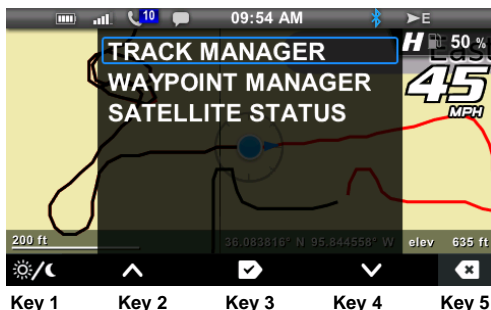 10 09:54 AM E
TRACK MANAGER
H 50 %
WAYPOINT MANAGER
45
MPH
SATELLITE STATUS
200 ft 36.083816° N 95.844558° W elev 635 ft
Key 1 Key 2 Key 3 Key 4 Key 5